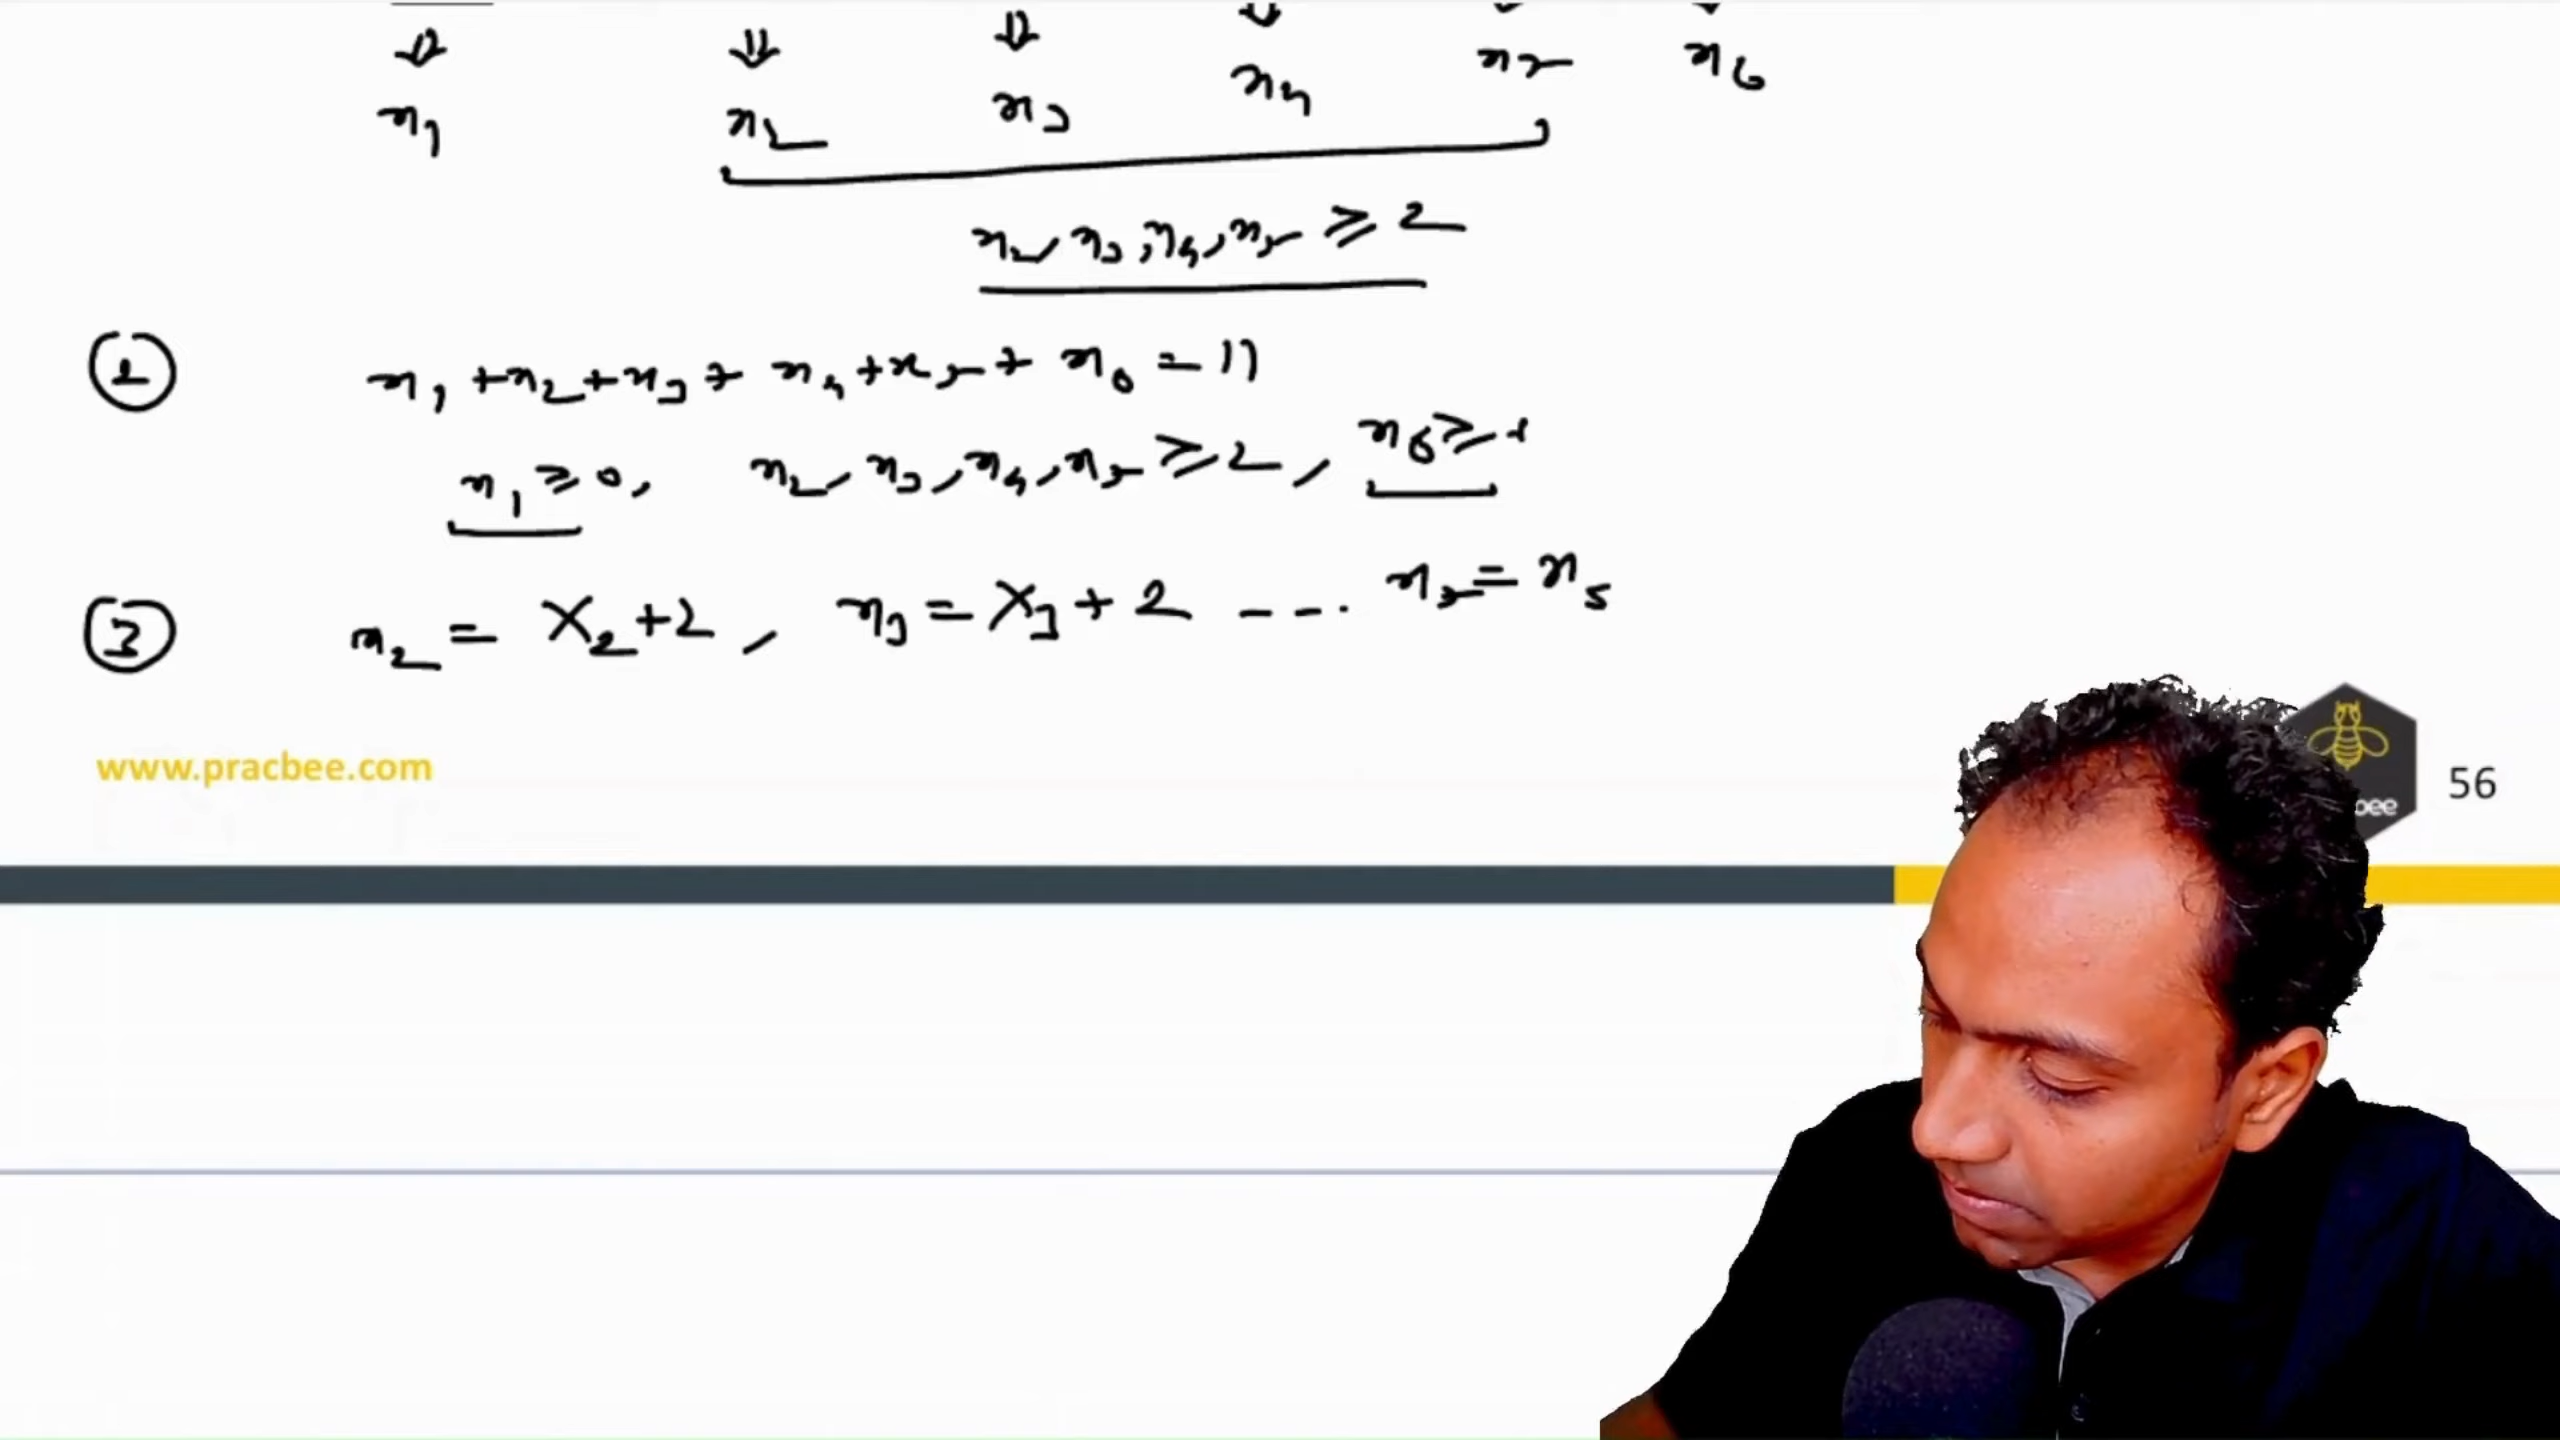 x1 x2 x3 x4 x5 x6
x2, x3, x4, x5 ⩾ 2
② x1 + x2 + x3 + x4 + x5 + x6 = 11
x1 ⩾ 0, x2, x3, x4, x5 ⩾ 2, x6 ⩾
③ x2 = X2 + 2, x3 = X3 + 2 ---- x5 = x5
www.pracbee.com
bee
56